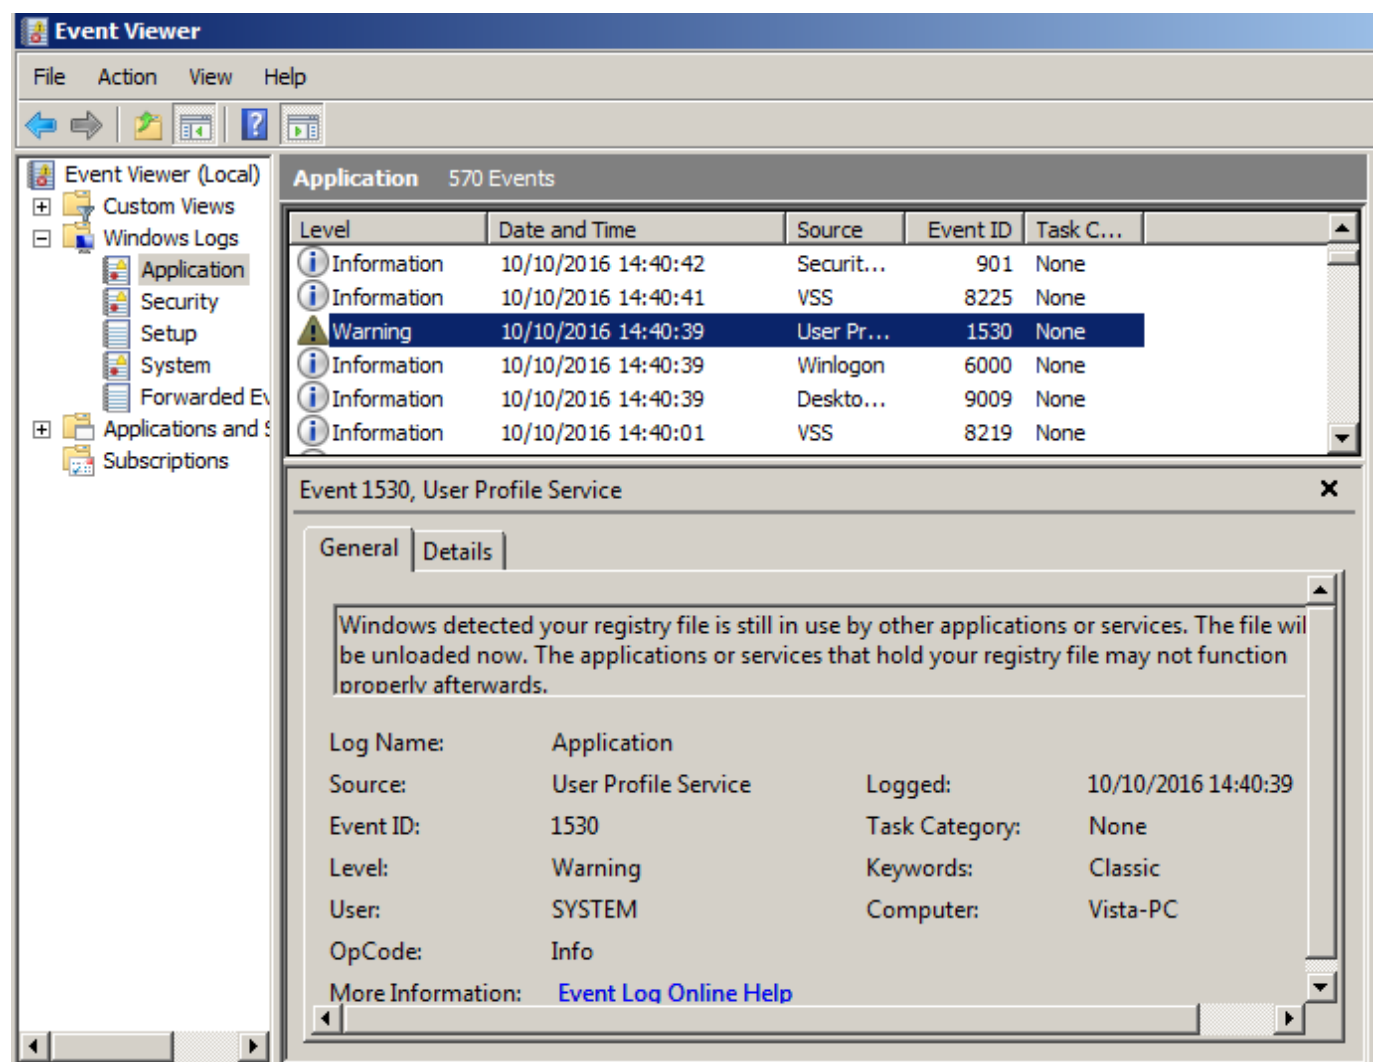 Event Viewer
File Action View Help
Event Viewer (Local)
Custom Views
Windows Logs
Application
Security
Setup
System
Forwarded Ev
Applications and S
Subscriptions
Application 570 Events
Level Date and Time Source Event ID Task C...
Information 10/10/2016 14:40:42 Securit... 901 None
Information 10/10/2016 14:40:41 VSS 8225 None
Warning 10/10/2016 14:40:39 User Pr... 1530 None
Information 10/10/2016 14:40:39 Winlogon 6000 None
Information 10/10/2016 14:40:39 Deskto... 9009 None
Information 10/10/2016 14:40:01 VSS 8219 None
Event 1530, User Profile Service
General Details
Windows detected your registry file is still in use by other applications or services. The file wil
be unloaded now. The applications or services that hold your registry file may not function
properly afterwards.
Log Name: Application
Source: User Profile Service Logged: 10/10/2016 14:40:39
Event ID: 1530 Task Category: None
Level: Warning Keywords: Classic
User: SYSTEM Computer: Vista-PC
OpCode: Info
More Information: Event Log Online Help